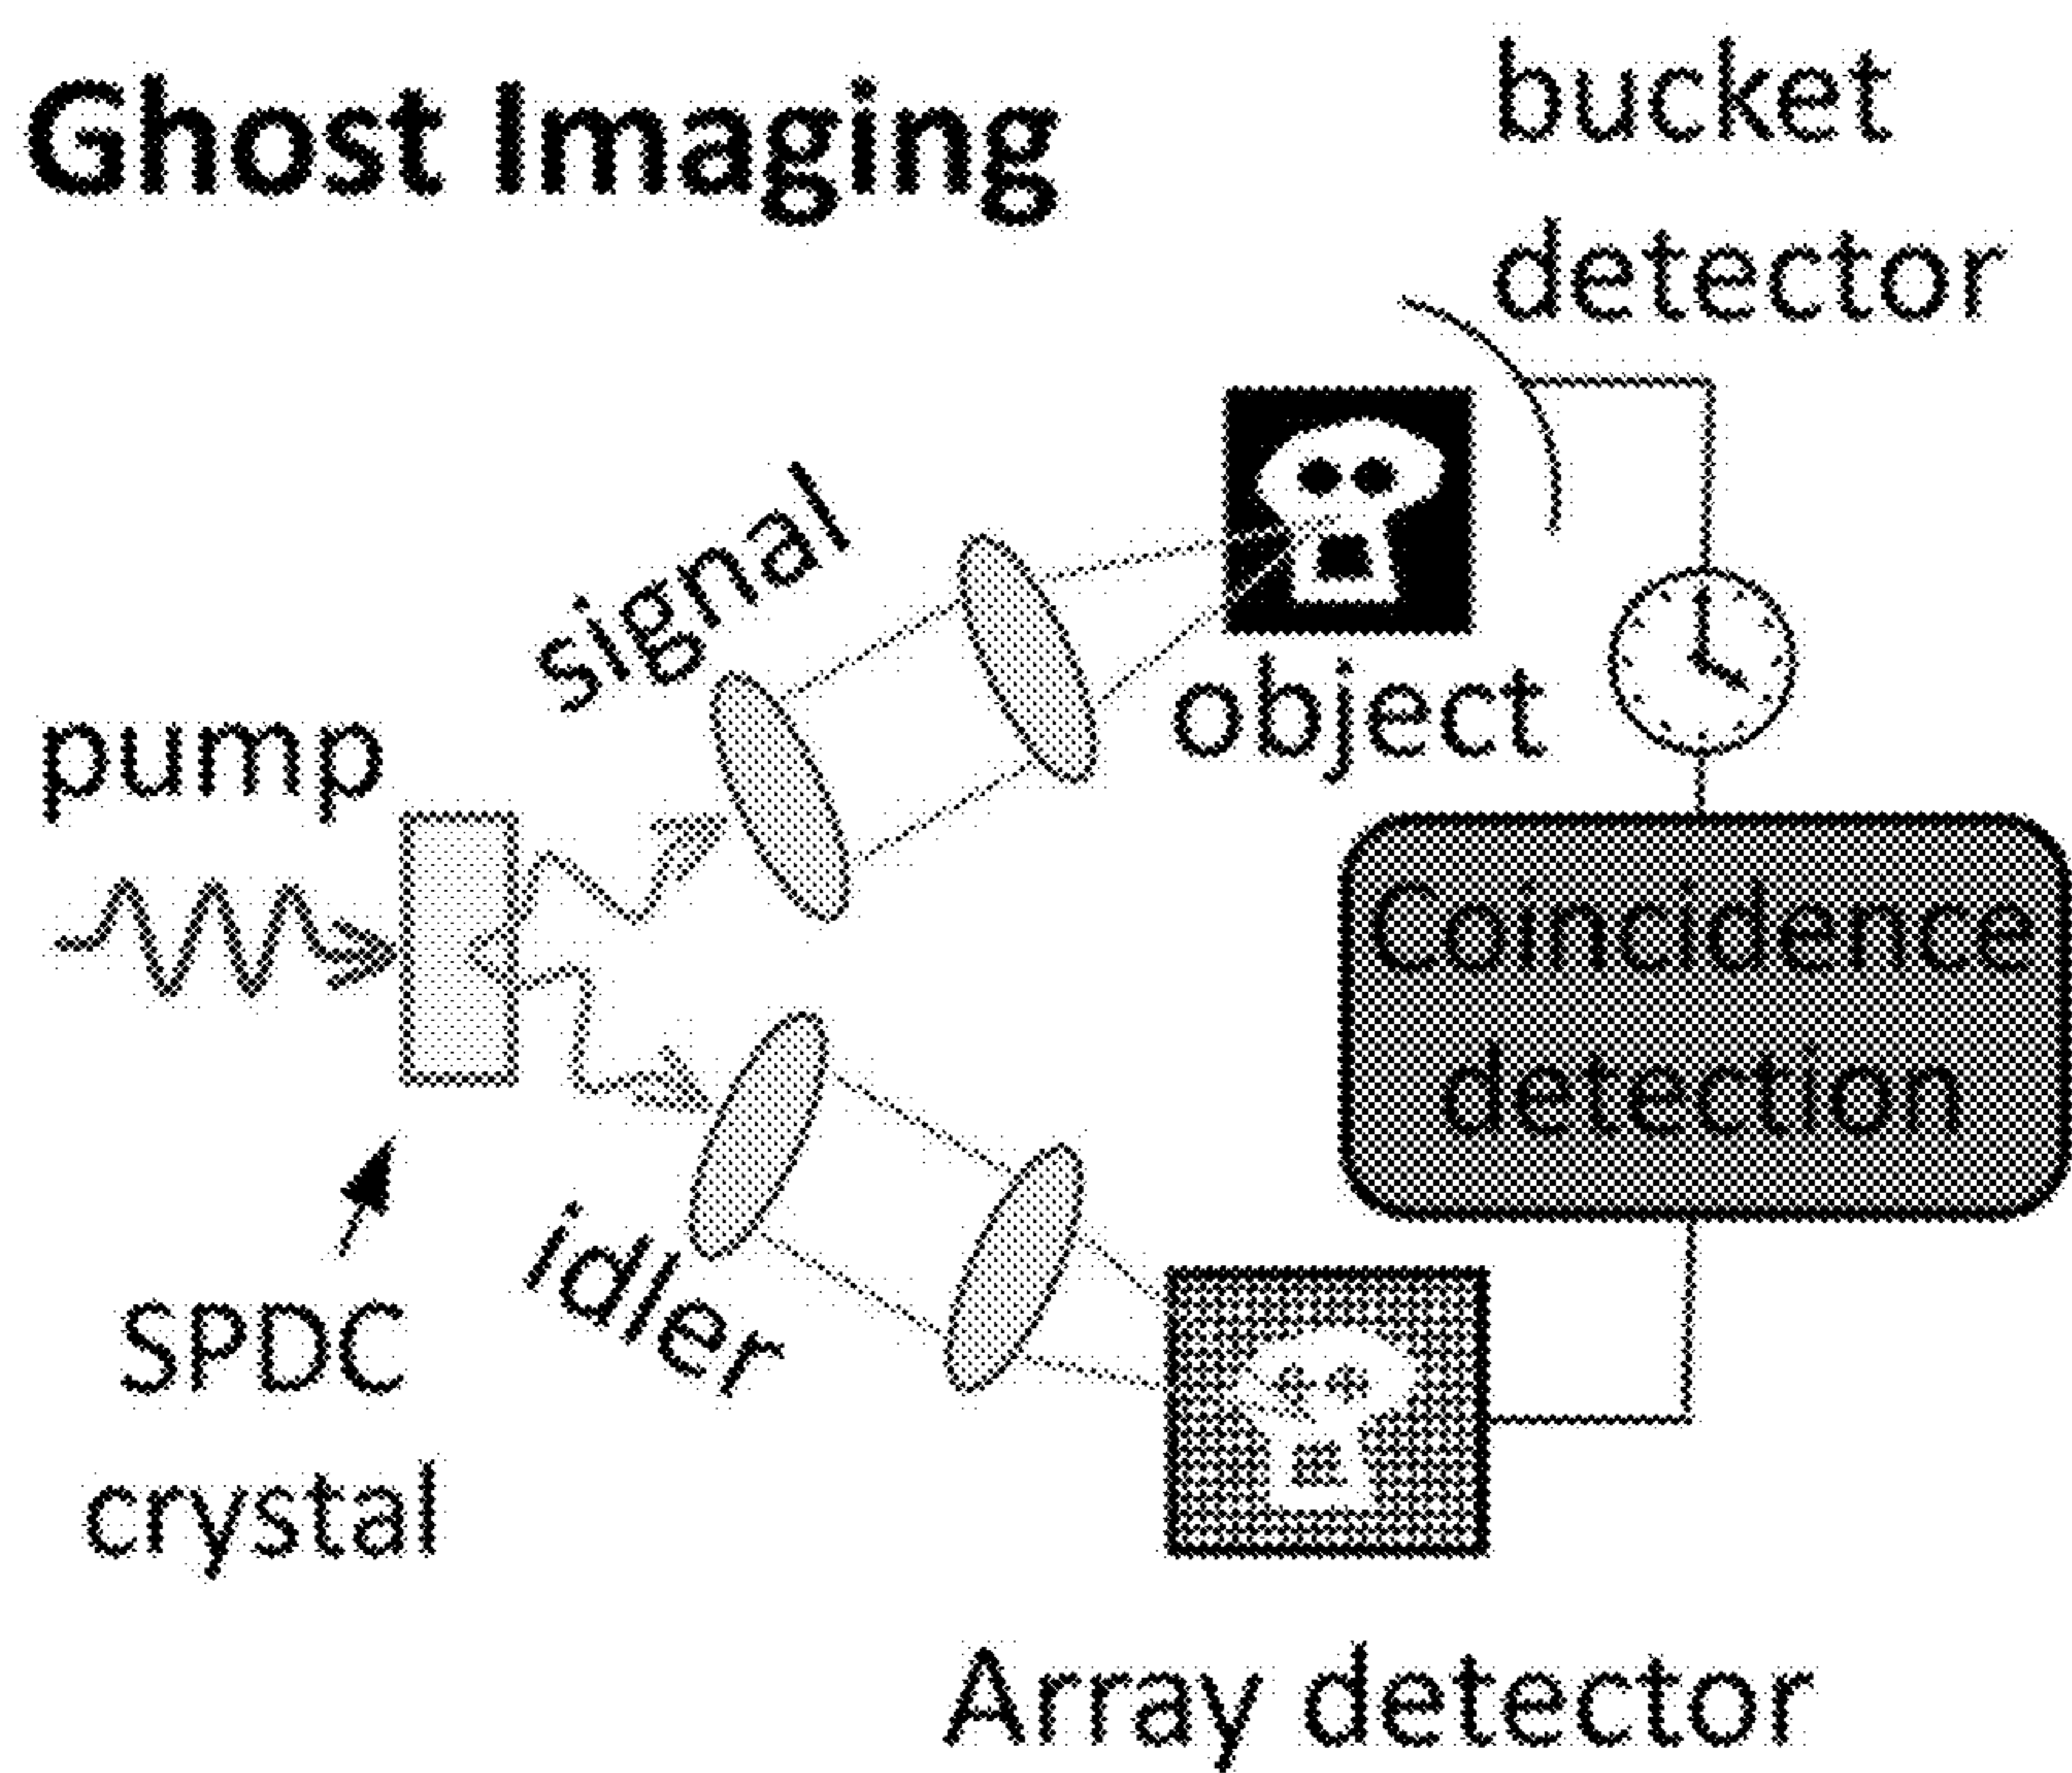 Ghost Imaging
bucket
detector
signal
object
pump
Coincidence
detection
idler
SPDC
crystal
Array detector